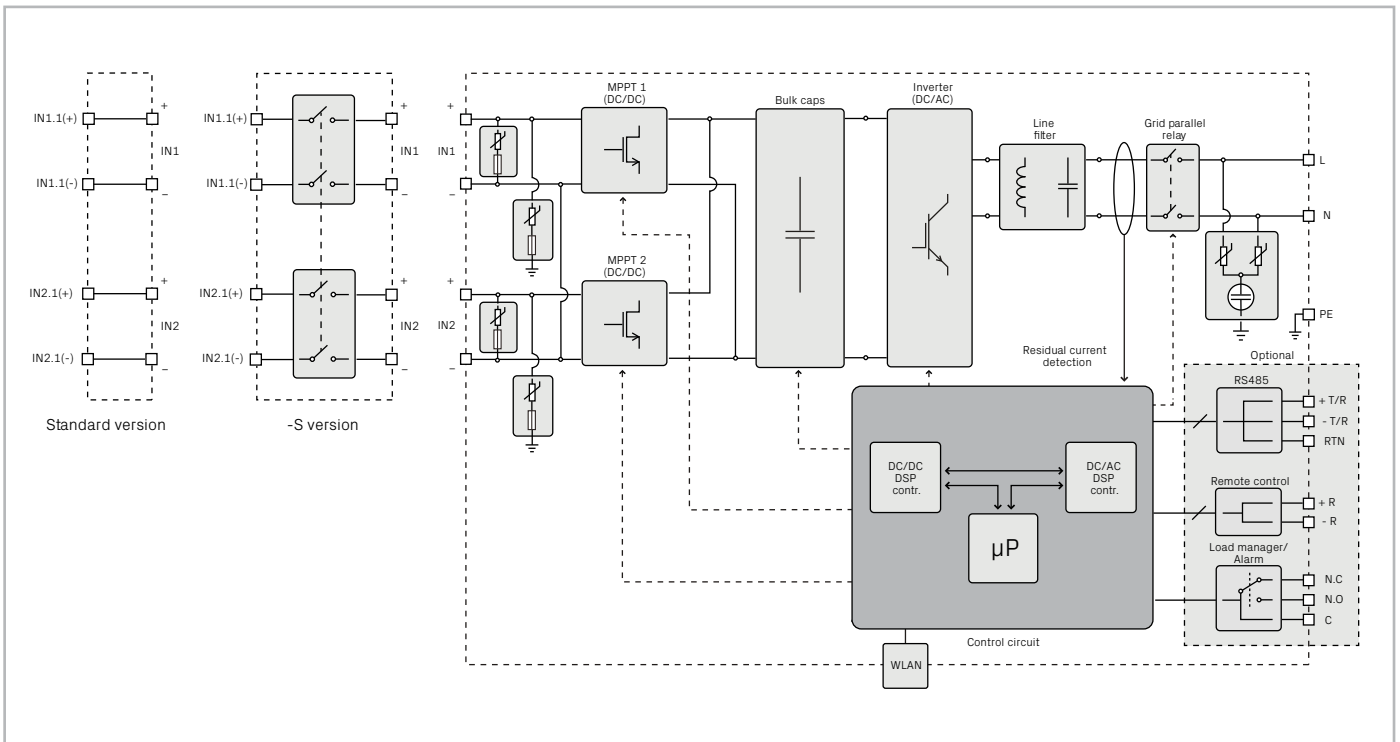 IN1.1(+)
+
IN1
IN1.1(-)
–
IN2.1(+)
+
IN2
IN2.1(-)
–
Standard version
IN1.1(+)
+
IN1
IN1.1(-)
–
IN2.1(+)
+
IN2
IN2.1(-)
–
-S version
+
IN1
–
+
IN2
–
MPPT 1
(DC/DC)
MPPT 2
(DC/DC)
Bulk caps
Inverter
(DC/AC)
Line
filter
Grid parallel
relay
L
N
PE
Residual current
detection
Optional
RS485
+ T/R
- T/R
RTN
Remote control
+ R
- R
Load manager/
Alarm
N.C
N.O
C
DC/DC
DSP
contr.
DC/AC
DSP
contr.
µP
Control circuit
WLAN